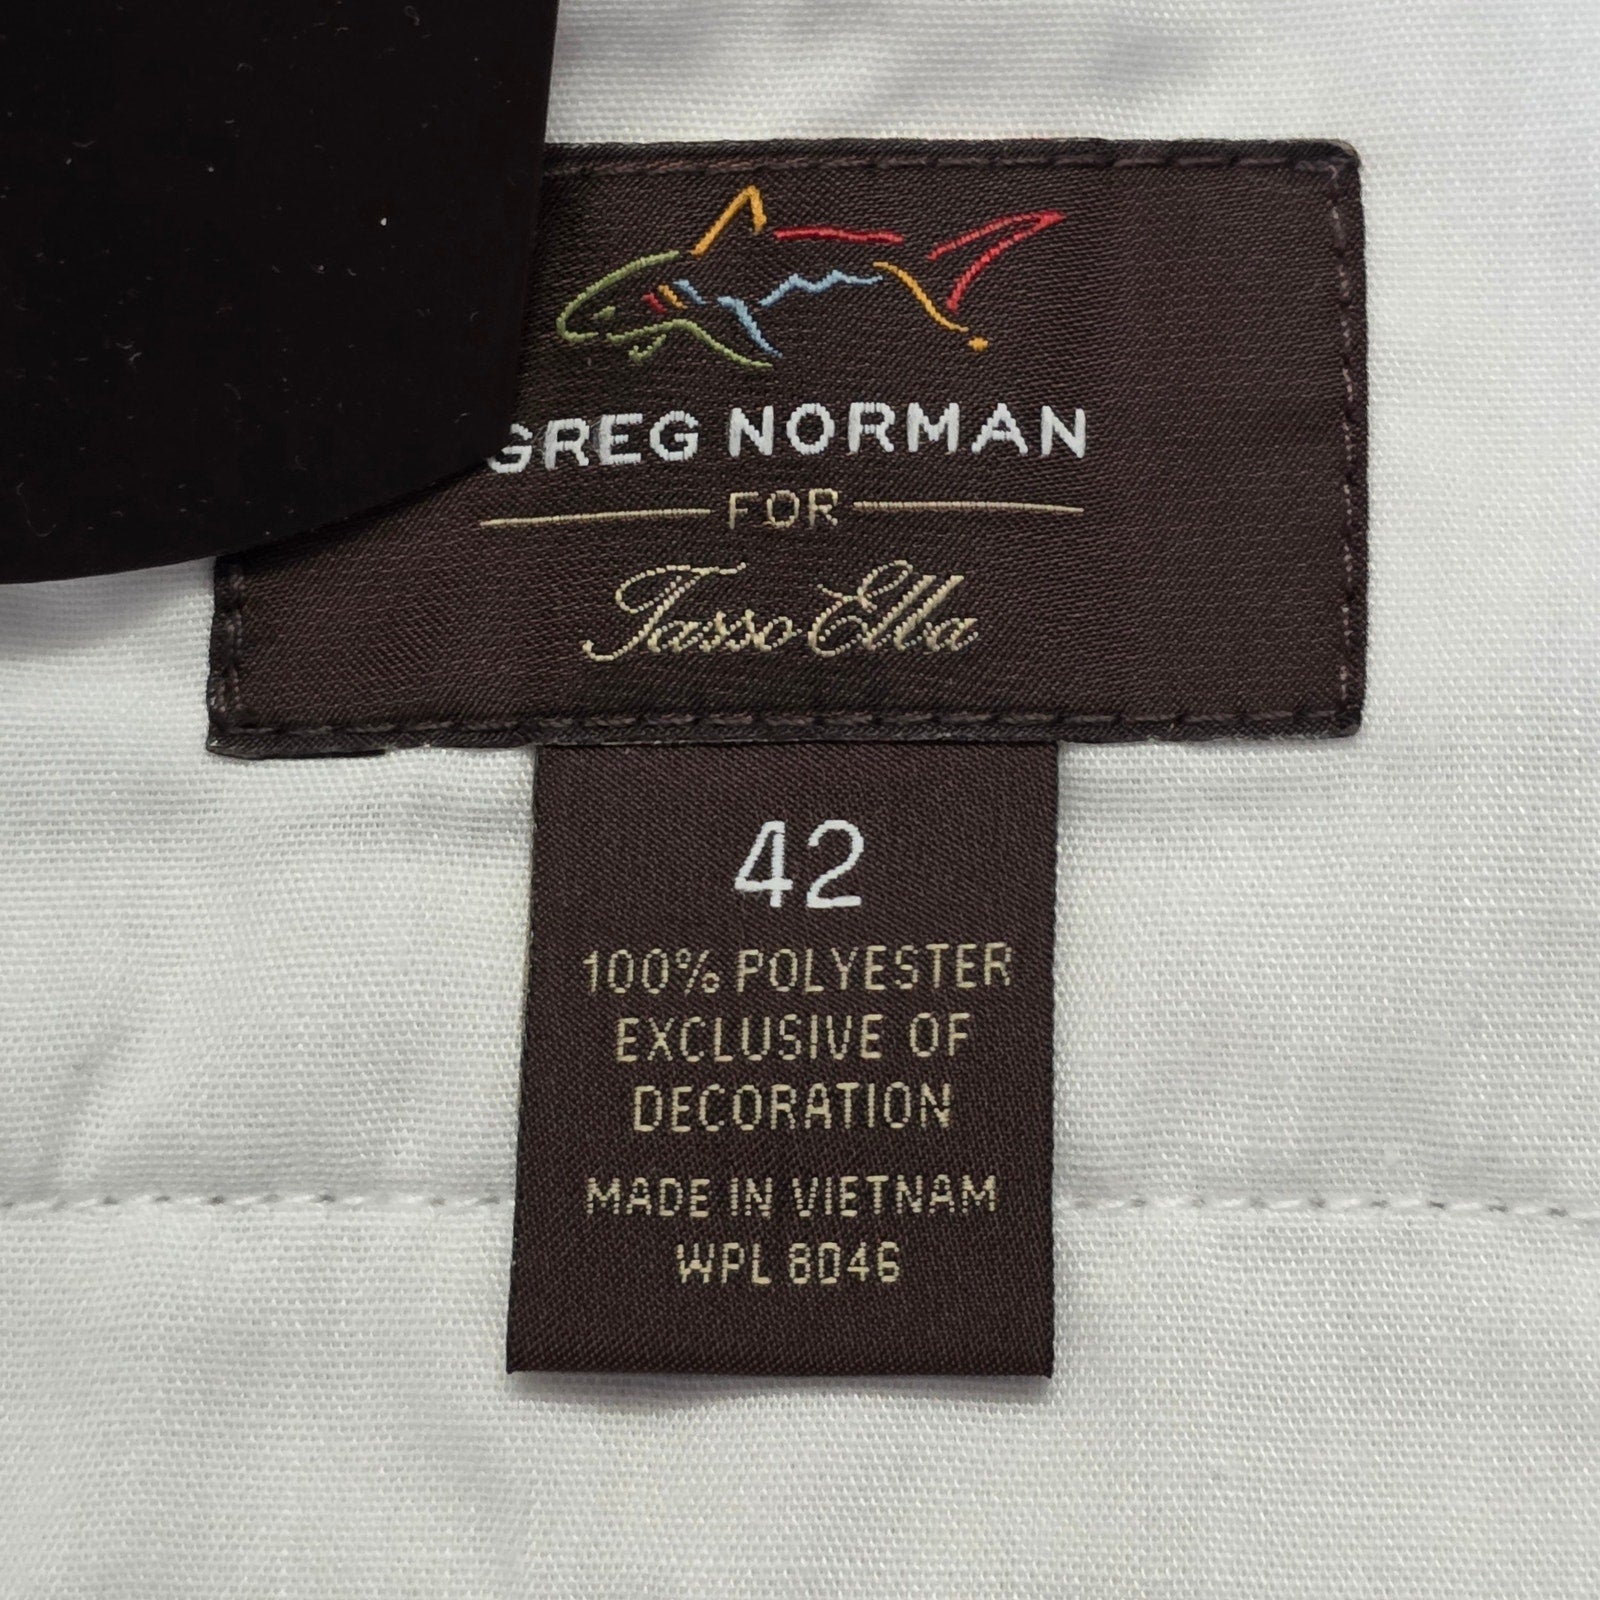 GREG NORMAN
FOR
Tasso Elba
42
100% POLYESTER
EXCLUSIVE OF
DECORATION
MADE IN VIETNAM
WPL 8046